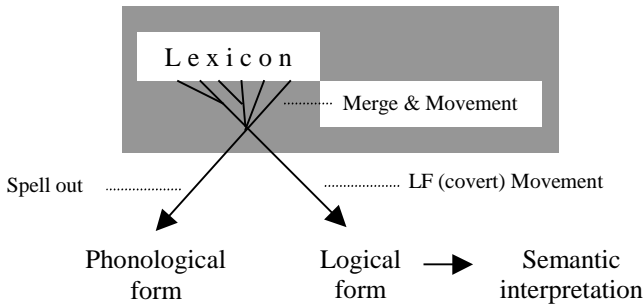 L e x i c o n
Merge & Movement
Spell out
LF (covert) Movement
Phonological
form
Logical
form
Semantic
interpretation